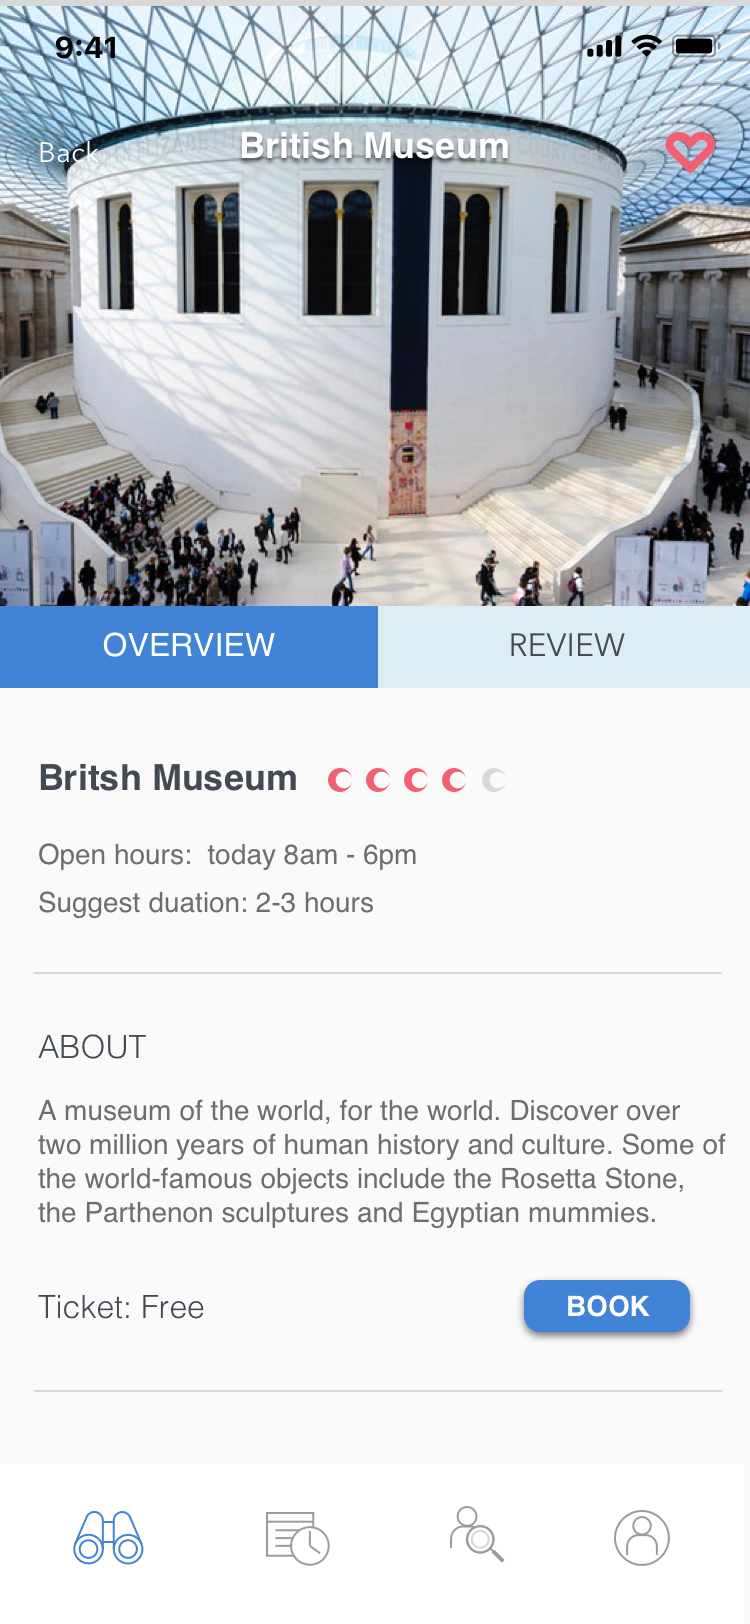 9:41
Back
British Museum
OVERVIEW
REVIEW
Britsh Museum
Open hours:  today 8am - 6pm
Suggest duation: 2-3 hours
ABOUT
A museum of the world, for the world. Discover over
two million years of human history and culture. Some of
the world-famous objects include the Rosetta Stone,
the Parthenon sculptures and Egyptian mummies.
Ticket: Free
BOOK